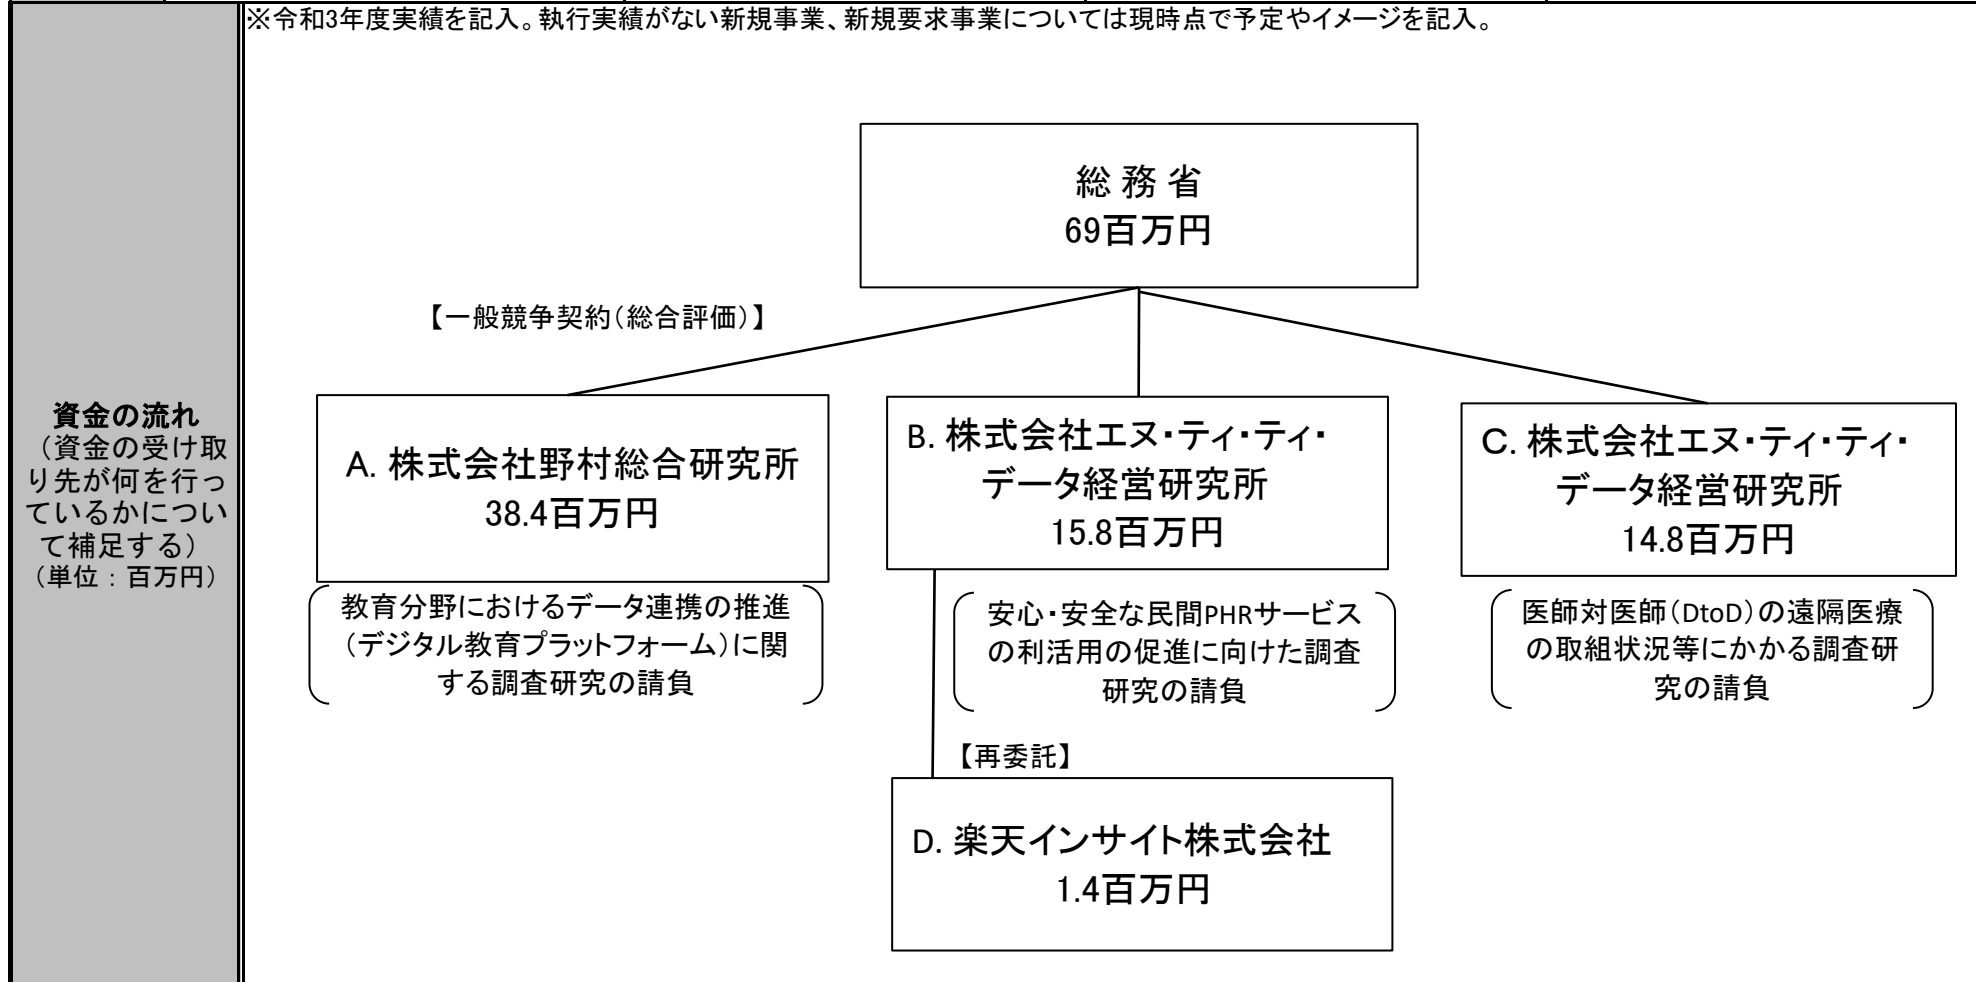 ※令和3年度実績を記入。執行実績がない新規事業、新規要求事業については現時点で予定やイメージを記入。
資金の流れ
（資金の受け取
り先が何を行っ
ているかについ
て補足する）
（単位：百万円）
総 務 省
69百万円
【一般競争契約（総合評価）】
A. 株式会社野村総合研究所
38.4百万円
教育分野におけるデータ連携の推進
（デジタル教育プラットフォーム）に関
する調査研究の請負
B. 株式会社エヌ・ティ・ティ・
データ経営研究所
15.8百万円
安心・安全な民間PHRサービス
の利活用の促進に向けた調査
研究の請負
C. 株式会社エヌ・ティ・ティ・
データ経営研究所
14.8百万円
医師対医師（DtoD）の遠隔医療
の取組状況等にかかる調査研
究の請負
【再委託】
D. 楽天インサイト株式会社
1.4百万円